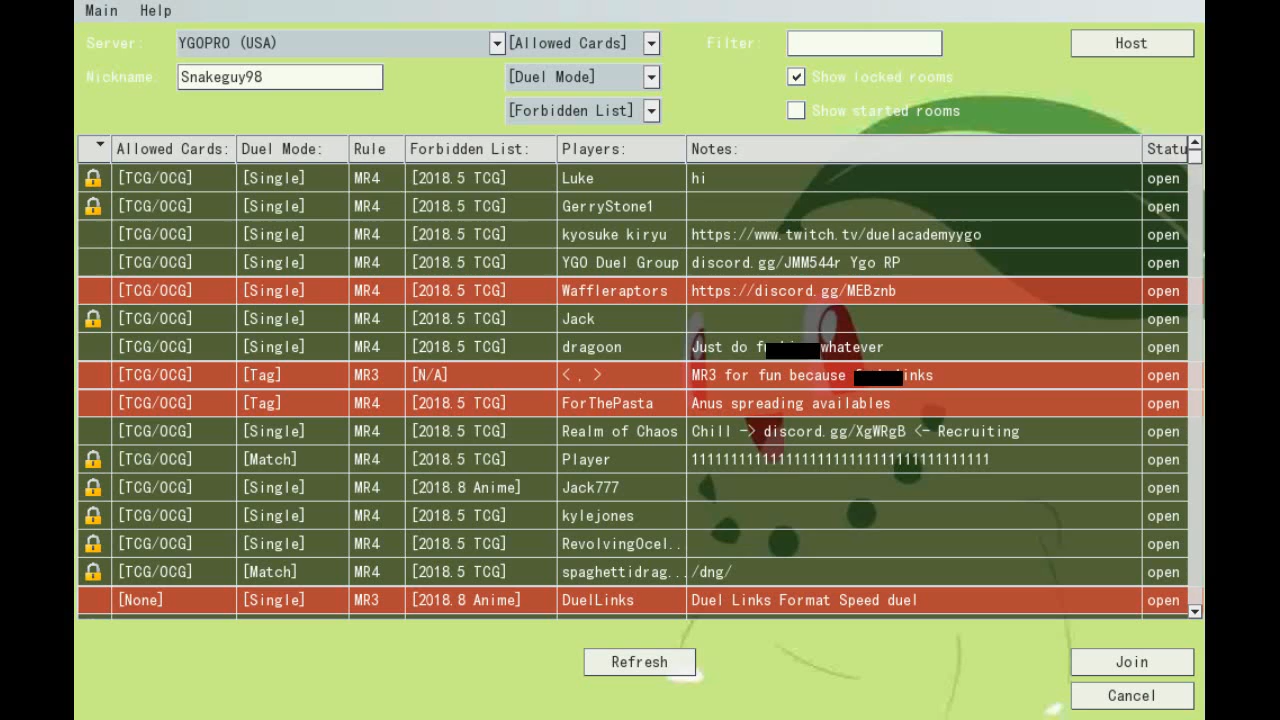 Main Help
Server: YGOPRO (USA) [Allowed Cards] Filter: Host
Nickname: Snakeguy98 [Duel Mode] Show locked rooms
[Forbidden List] Show started rooms
Allowed Cards: Duel Mode: Rule Forbidden List: Players: Notes: Statu
[TCG/OCG] [Single] MR4 [2018.5 TCG] Luke hi open
[TCG/OCG] [Single] MR4 [2018.5 TCG] GerryStone1 open
[TCG/OCG] [Single] MR4 [2018.5 TCG] kyosuke kiryu https://www.twitch.tv/duelacademyygo open
[TCG/OCG] [Single] MR4 [2018.5 TCG] YGO Duel Group discord.gg/JMM544r Ygo RP open
[TCG/OCG] [Single] MR4 [2018.5 TCG] Waffleraptors https://discord.gg/MEBznb open
[TCG/OCG] [Single] MR4 [2018.5 TCG] Jack open
[TCG/OCG] [Single] MR4 [2018.5 TCG] dragoon Just do whatever open
[TCG/OCG] [Tag] MR3 [N/A] < . > MR3 for fun because inks open
[TCG/OCG] [Tag] MR4 [2018.5 TCG] ForThePasta Anus spreading availables open
[TCG/OCG] [Single] MR4 [2018.5 TCG] Realm of Chaos Chill -> discord.gg/XgWRgB <- Recruiting open
[TCG/OCG] [Match] MR4 [2018.5 TCG] Player open
[TCG/OCG] [Single] MR4 [2018.8 Anime] Jack777 open
[TCG/OCG] [Single] MR4 [2018.5 TCG] kylejones open
[TCG/OCG] [Single] MR4 [2018.5 TCG] RevolvingOcel.. open
[TCG/OCG] [Match] MR4 [2018.5 TCG] spaghettidrag... /dng/ open
[None] [Single] MR3 [2018.8 Anime] DuelLinks Duel Links Format Speed duel open
Refresh Join
Cancel